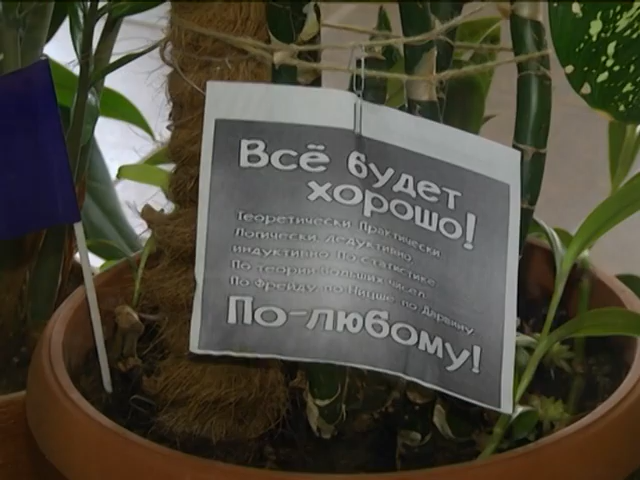 Всё будет
хорошо!
Теоретически. Практически.
Логически, дедуктивно,
индуктивно. По статистике.
По теории больших чисел.
По Фрейду, по Ницше, по Дарвину.
По-любому!